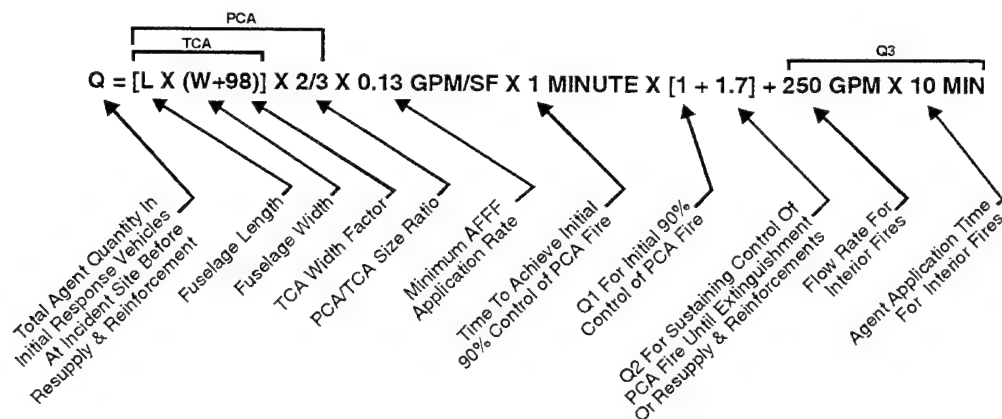 PCA
TCA
Q3
Q = [L X (W+98)] X 2/3 X 0.13 GPM/SF X 1 MINUTE X [1 + 1.7] + 250 GPM X 10 MIN
Total Agent Quantity In
Initial Response Vehicles
At Incident Site Before
Resupply & Reinforcement
Fuselage Length
Fuselage Width
TCA Width Factor
PCA/TCA Size Ratio
Minimum AFFF
Application Rate
Time To Achieve Initial
90% Control of PCA Fire
Q1 For Initial 90%
Control of PCA Fire
Q2 For Sustaining Control Of
PCA Fire Until Extinguishment
Or Resupply & Reinforcements
Flow Rate For
Interior Fires
Agent Application Time
For Interior Fires